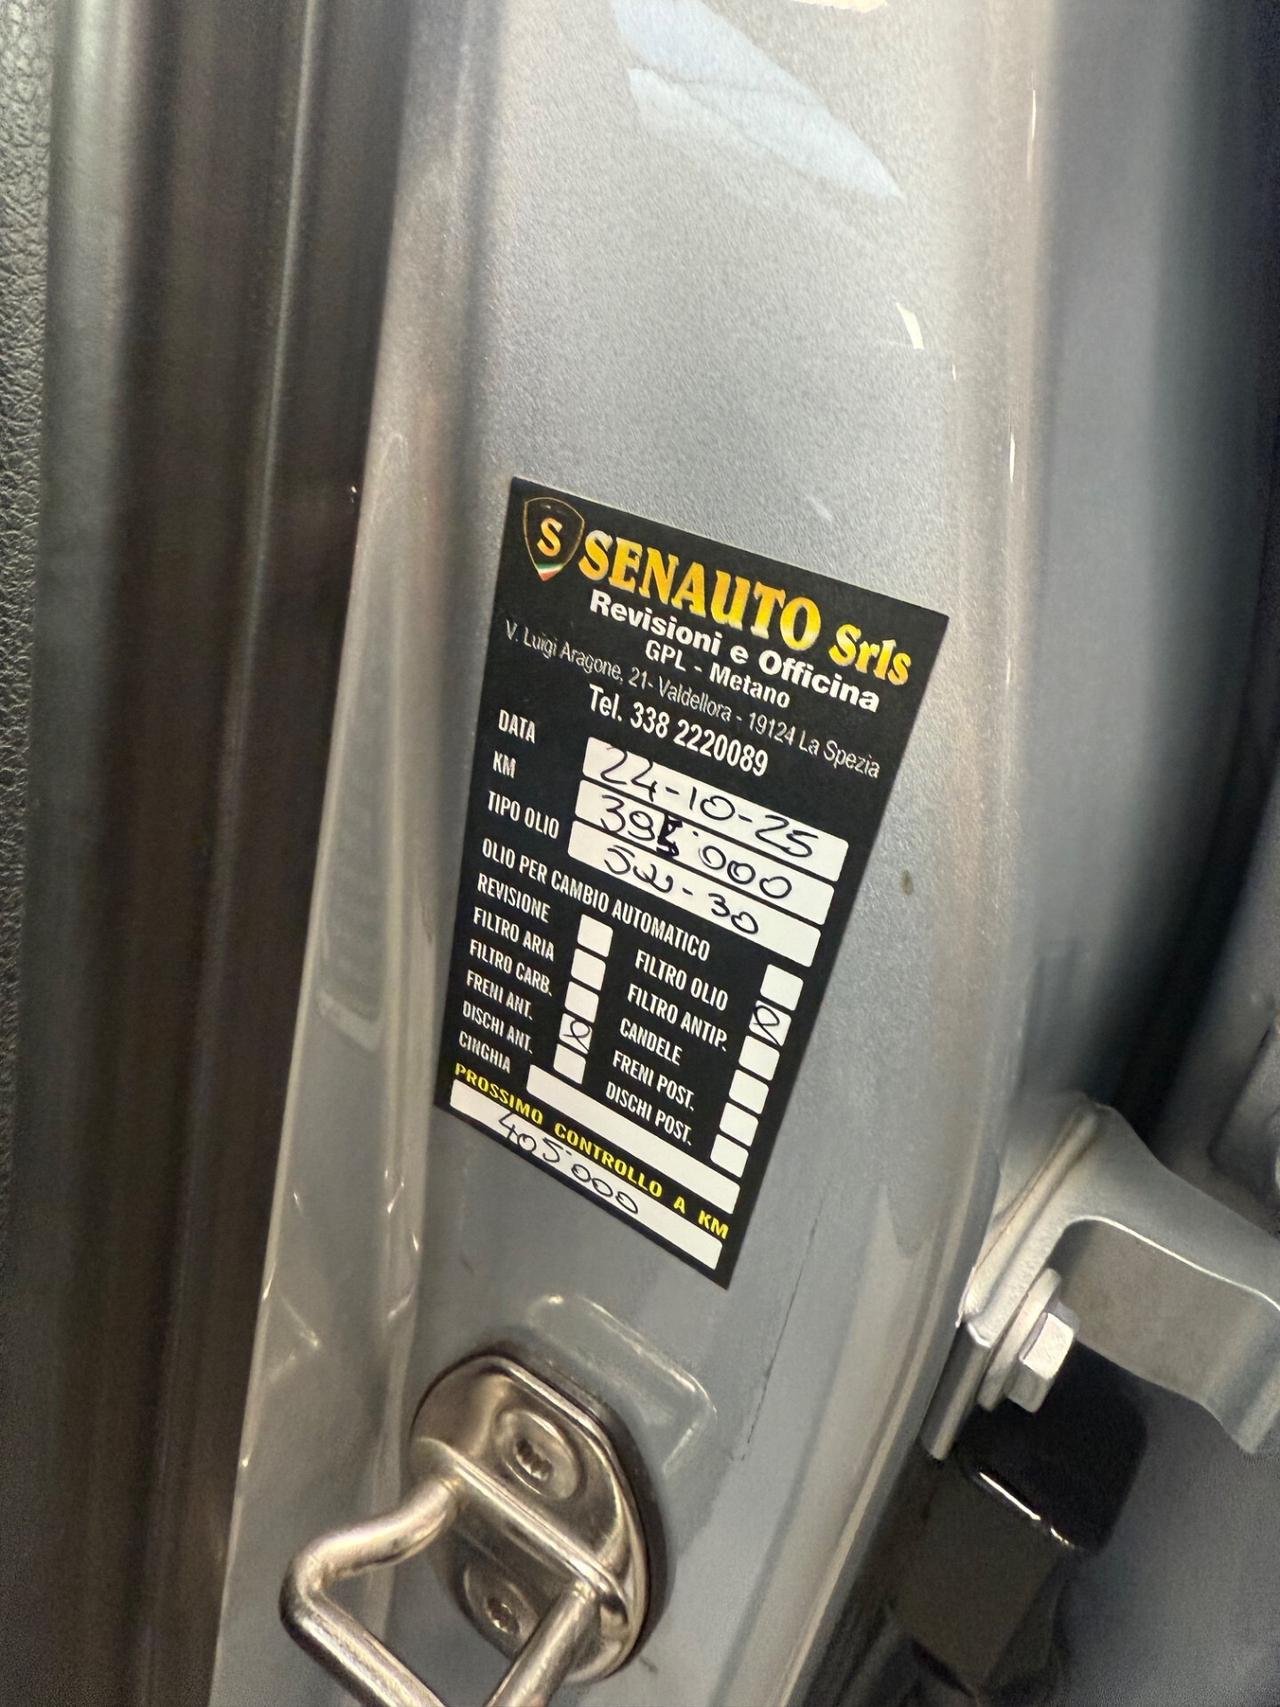 S SENAUTO Srls
Revisioni e Officina
GPL - Metano
V. Luigi Aragone, 21- Valdellora - 19124 La Spezia
Tel. 338 2220089
DATA 24-10-25
KM 395.000
TIPO OLIO 5W-30
OLIO PER CAMBIO AUTOMATICO
REVISIONE FILTRO OLIO
FILTRO ARIA FILTRO ANTIP.
FILTRO CARB. CANDELE
FRENI ANT. FRENI POST.
DISCHI ANT. DISCHI POST.
CINGHIA
PROSSIMO CONTROLLO A KM
405.000